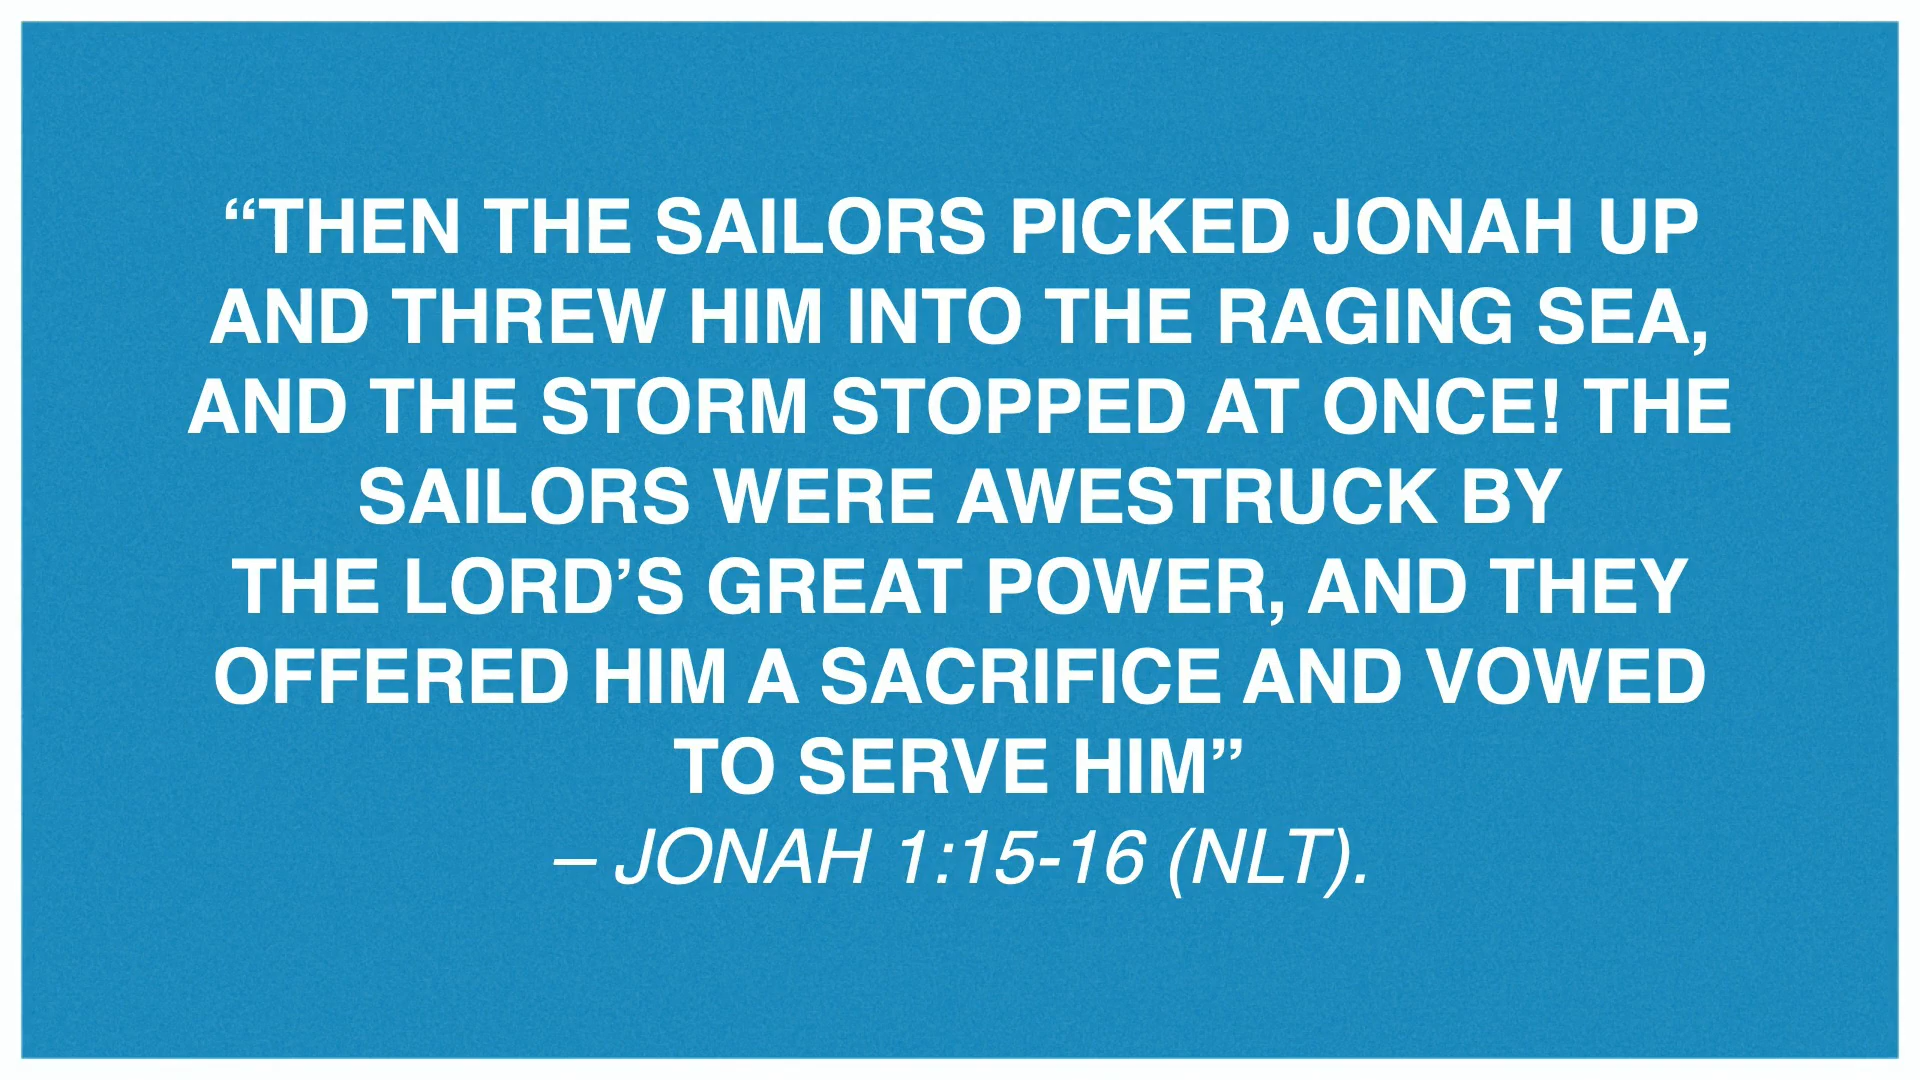 “THEN THE SAILORS PICKED JONAH UP
AND THREW HIM INTO THE RAGING SEA,
AND THE STORM STOPPED AT ONCE! THE
SAILORS WERE AWESTRUCK BY
THE LORD’S GREAT POWER, AND THEY
OFFERED HIM A SACRIFICE AND VOWED
TO SERVE HIM”
– JONAH 1:15-16 (NLT).